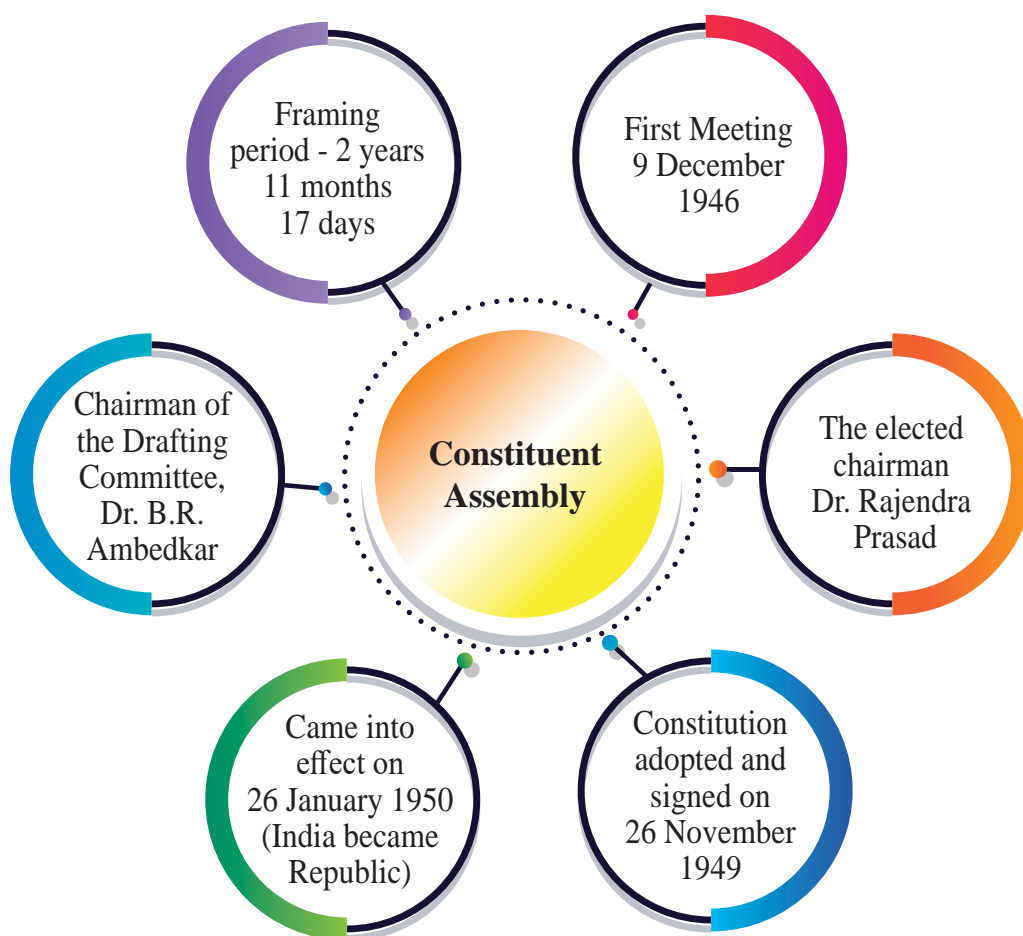 Framing
period - 2 years
11 months
17 days
First Meeting
9 December
1946
Chairman of
the Drafting
Committee,
Dr. B.R.
Ambedkar
Constituent
Assembly
The elected
chairman
Dr. Rajendra
Prasad
Came into
effect on
26 January 1950
(India became
Republic)
Constitution
adopted and
signed on
26 November
1949